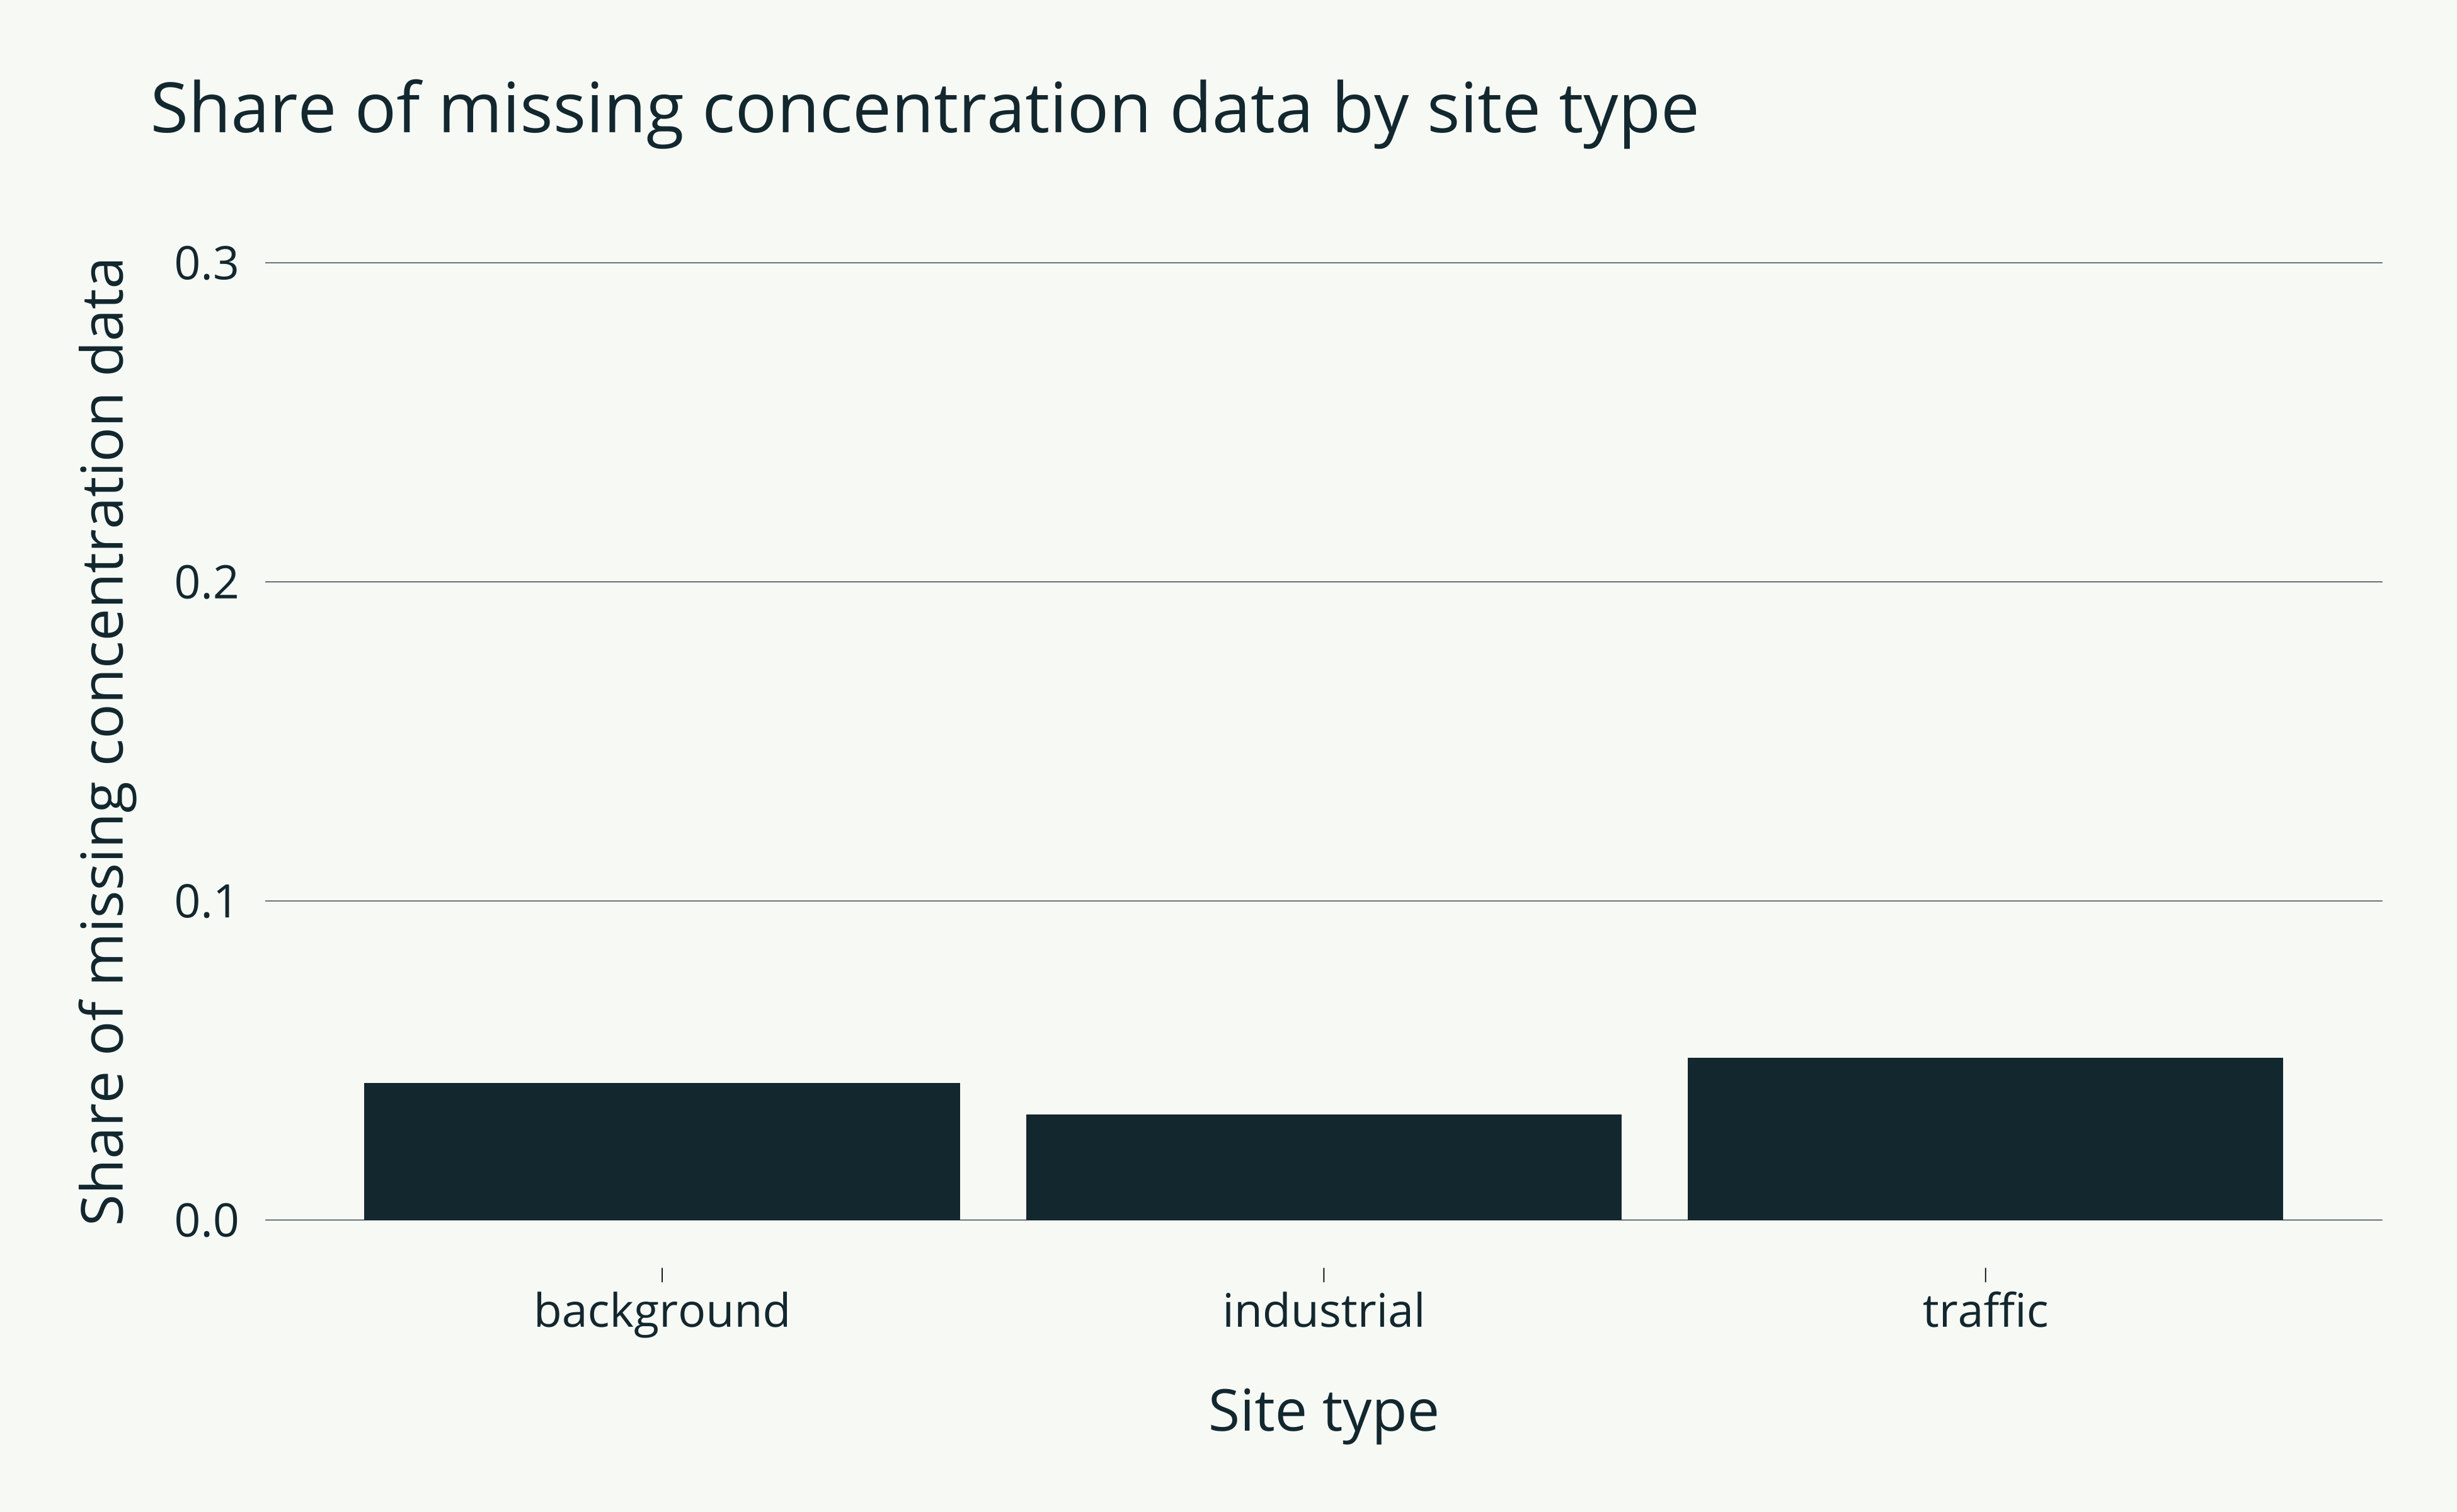 Share of missing concentration data by site type
Share of missing concentration data
0.3
0.2
0.1
0.0
background industrial traffic
Site type